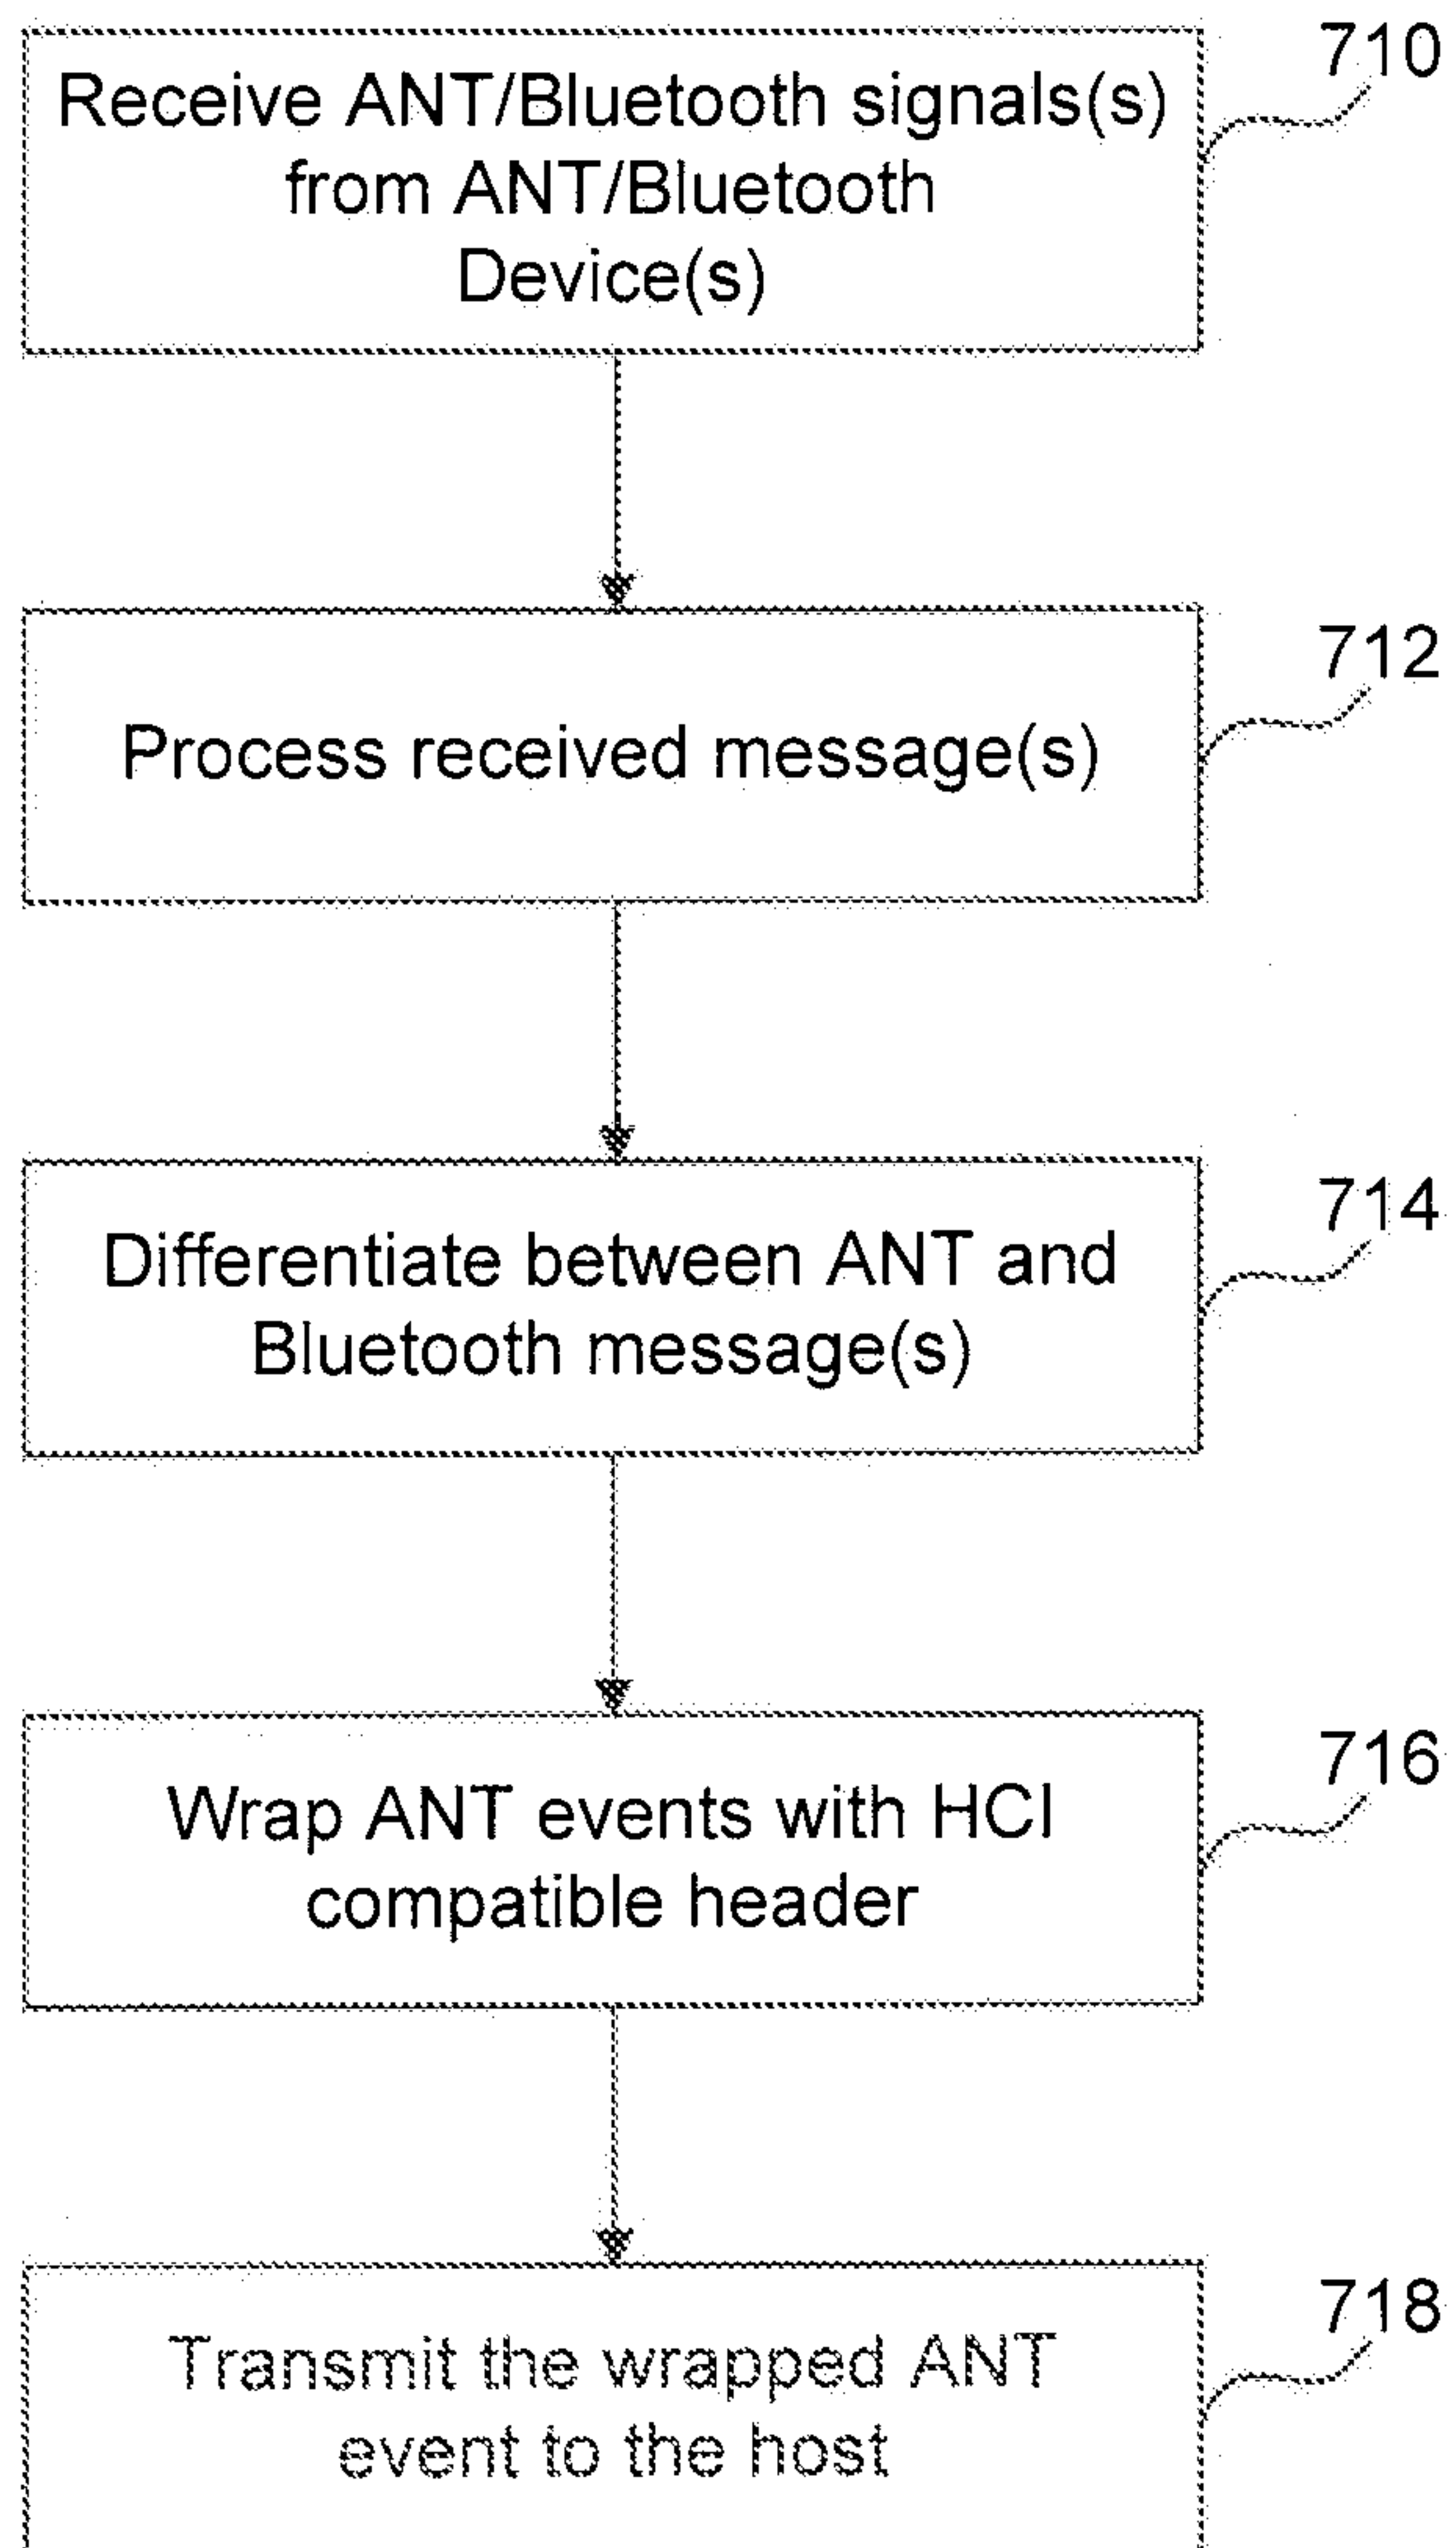 710
Receive ANT/Bluetooth signals(s)
from ANT/Bluetooth
Device(s)
712
Process received message(s)
714
Differentiate between ANT and
Bluetooth message(s)
716
Wrap ANT events with HCI
compatible header
718
Transmit the wrapped ANT
event to the host